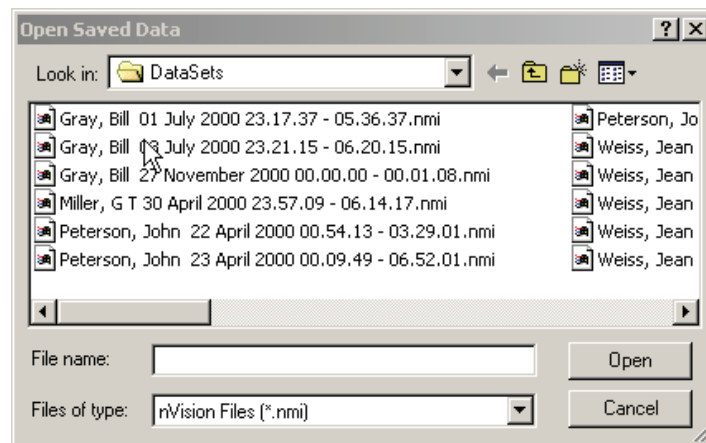 Open Saved Data
Look in: DataSets
Gray, Bill 01 July 2000 23.17.37 - 05.36.37.nmi
Gray, Bill July 2000 23.21.15 - 06.20.15.nmi
Gray, Bill 27 November 2000 00.00.00 - 00.01.08.nmi
Miller, G T 30 April 2000 23.57.09 - 06.14.17.nmi
Peterson, John 22 April 2000 00.54.13 - 03.29.01.nmi
Peterson, John 23 April 2000 00.09.49 - 06.52.01.nmi
Peterson, Jo
Weiss, Jean
Weiss, Jean
Weiss, Jean
Weiss, Jean
Weiss, Jean
File name:
Open
Files of type: nVision Files (*.nmi)
Cancel